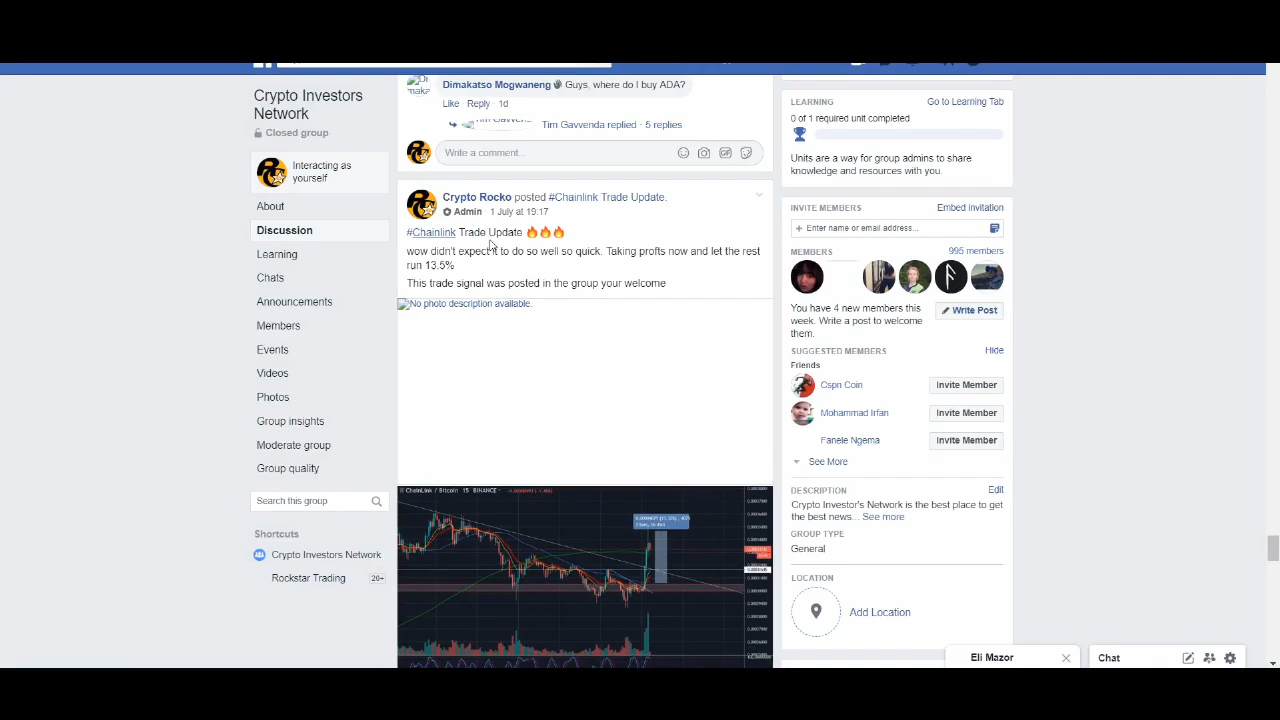 Crypto Investors
Network
Closed group
Interacting as
yourself
About
Discussion
Learning
Chats
Announcements
Members
Events
Videos
Photos
Group insights
Moderate group
Group quality
Search this group
Shortcuts
Crypto Investors Network
Rockstar Trading 20+
Dimakatso Mogwaneng Guys, where do I buy ADA?
Like · Reply · 1d
Tim Gavvenda replied · 5 replies
Write a comment...
Crypto Rocko posted #Chainlink Trade Update.
Admin · 1 July at 19:17
#Chainlink Trade Update 🔥🔥🔥
wow didn't expect it to do so well so quick. Taking profits now and let the rest
run 13.5%
This trade signal was posted in the group your welcome
No photo description available.
ChainLink / Bitcoin 15 BINANCE
LEARNING Go to Learning Tab
0 of 1 required unit completed
Units are a way for group admins to share
knowledge and resources with you.
INVITE MEMBERS Embed invitation
+ Enter name or email address...
MEMBERS 995 members
You have 4 new members this
week. Write a post to welcome
them.
Write Post
SUGGESTED MEMBERS Hide
Friends
Cspn Coin Invite Member
Mohammad Irfan Invite Member
Fanele Ngema Invite Member
See More
DESCRIPTION Edit
Crypto Investor's Network is the best place to get
the best news... See more
GROUP TYPE
General
LOCATION
Add Location
Eli Mazor
Chat